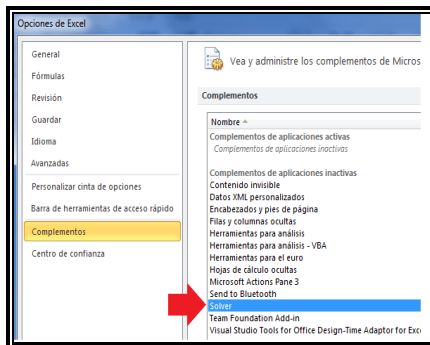 Opciones de Excel
General
Fórmulas
Revisión
Guardar
Idioma
Avanzadas
Personalizar cinta de opciones
Barra de herramientas de acceso rápido
Complementos
Centro de confianza
Vea y administre los complementos de Micros
Complementos
Nombre
Complementos de aplicaciones activas
Complementos de aplicaciones inactivas
Complementos de aplicaciones inactivas
Contenido invisible
Datos XML personalizados
Encabezados y pies de página
Filas y columnas ocultas
Herramientas para análisis
Herramientas para análisis - VBA
Herramientas para el euro
Hojas de cálculo ocultas
Microsoft Actions Pane 3
Send to Bluetooth
Solver
Team Foundation Add-in
Visual Studio Tools for Office Design-Time Adaptor for Exce